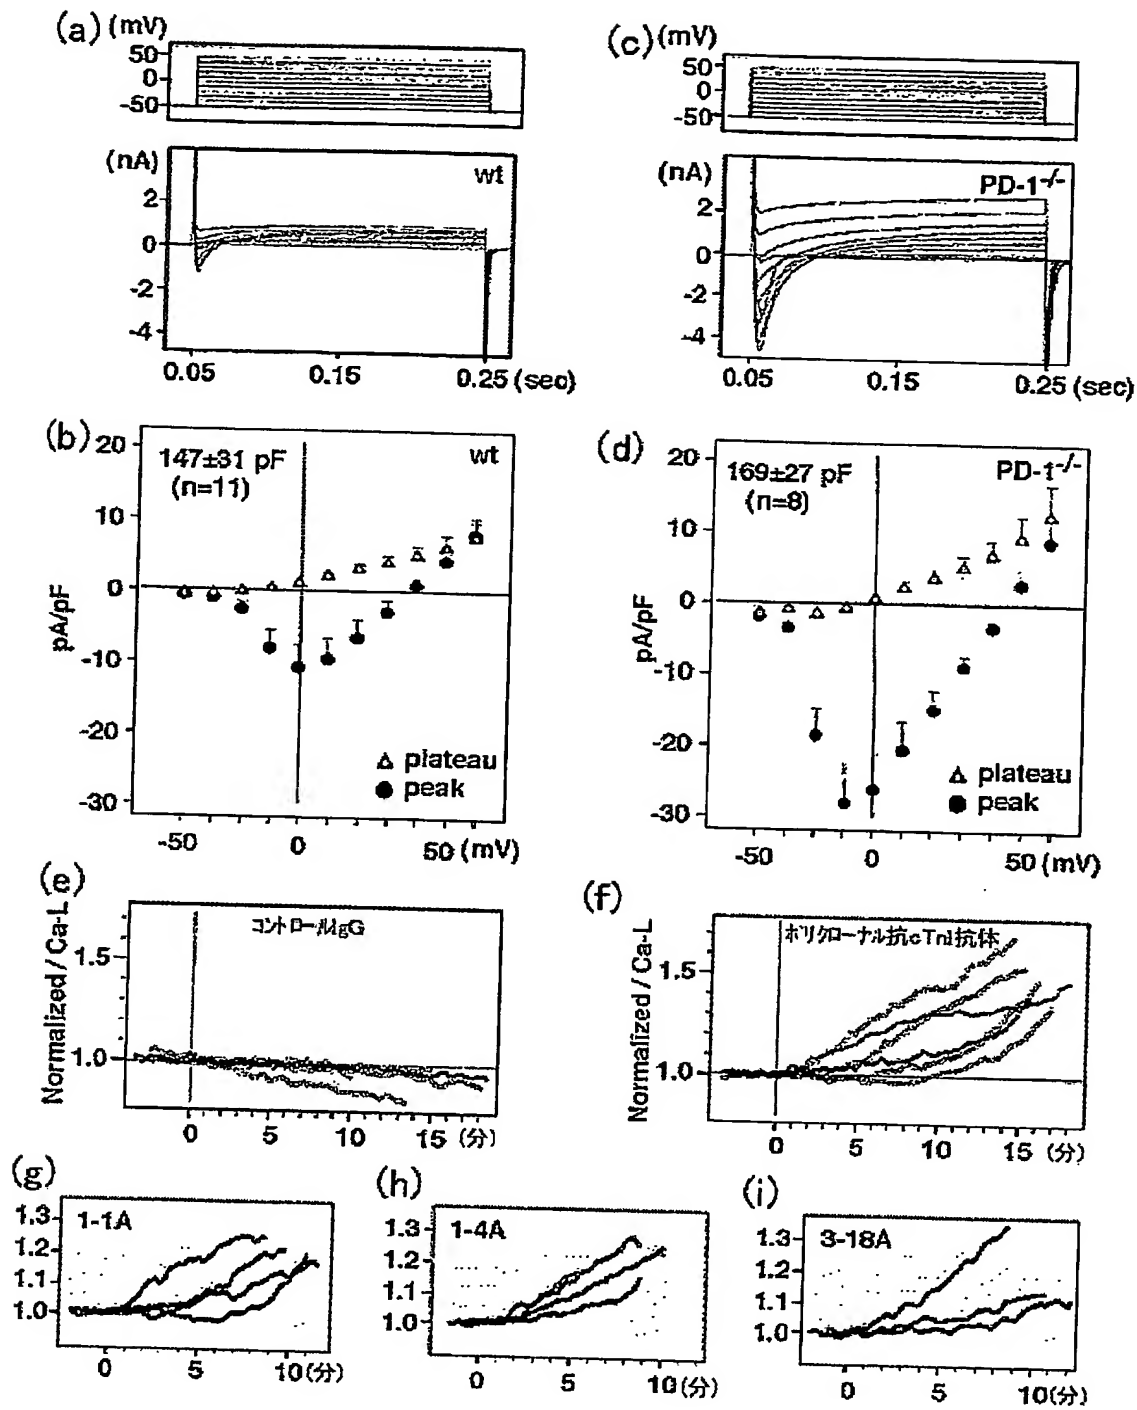 (a) (mV)
50
0
-50
(nA)
wt
2
0
-2
-4
0.05 0.15 0.25 (sec)
(c) (mV)
50
0
-50
(nA)
PD-1-/-
2
0
-2
-4
0.05 0.15 0.25 (sec)
(b)
20
10
0
-10
-20
-30
pA/pF
147±31 pF
(n=11)
wt
△ plateau
● peak
-50 0 50 (mV)
(d)
20
10
0
-10
-20
-30
pA/pF
169±27 pF
(n=8)
PD-1-/-
△ plateau
● peak
-50 0 50 (mV)
(e)
Normalized / Ca-L
1.5
1.0
コントロールIgG
0 5 10 15 (分)
(f)
Normalized / Ca-L
1.5
1.0
ポリクローナル抗cTnI抗体
0 5 10 15 (分)
(g)
1.3
1.2
1.1
1.0
1-1A
0 5 10(分)
(h)
1.3
1.2
1.1
1.0
1-4A
0 5 10(分)
(i)
1.3
1.2
1.1
1.0
3-18A
0 5 10(分)